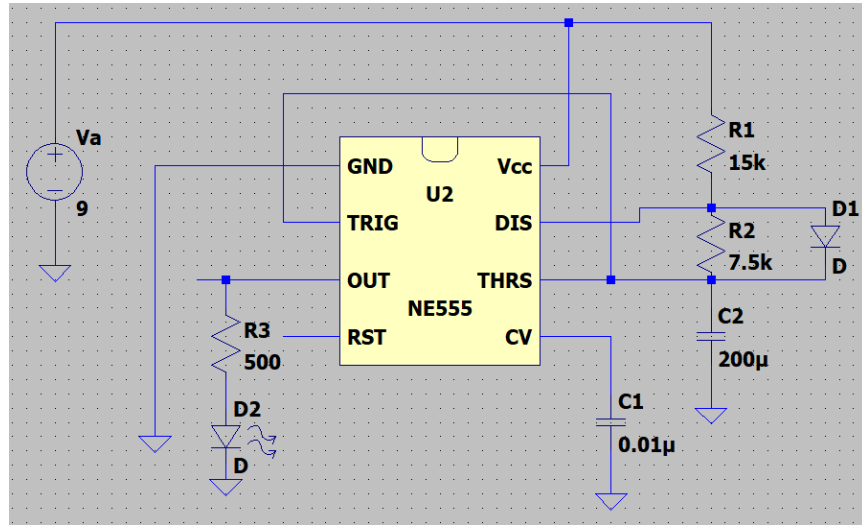 Va
+
−
9
GND
TRIG
OUT
RST
U2
NE555
Vcc
DIS
THRS
CV
R1
15k
R2
7.5k
D1
D
C2
200µ
R3
500
D2
D
C1
0.01µ